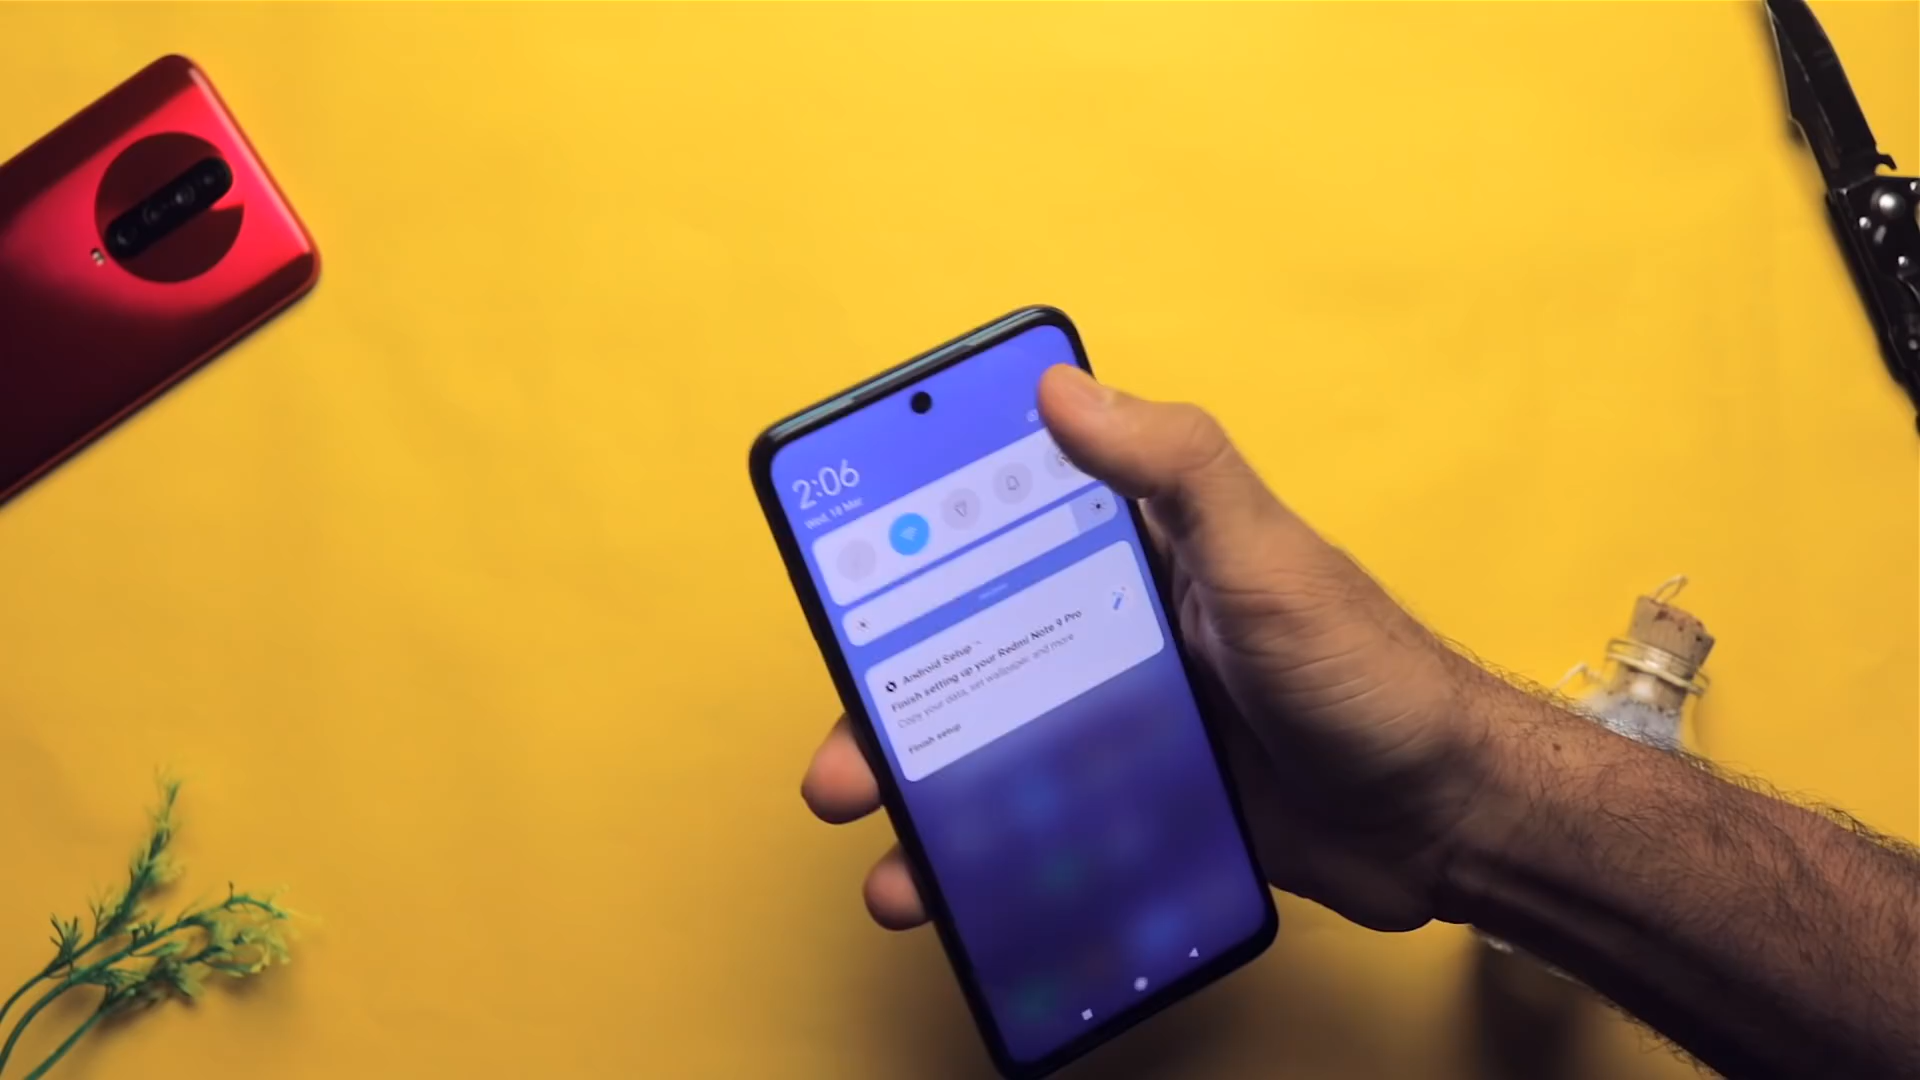 2:06
Wed, 18 Mar
Android Setup
Finish setting up your Redmi Note 9 Pro
Copy your data, set wallpaper, and more
Finish setup